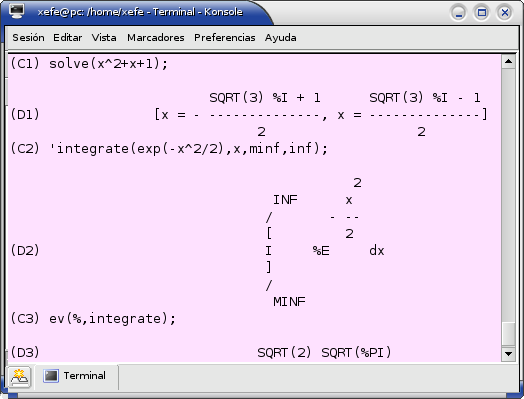 xefe@pc: /home/xefe - Terminal - Konsole
Sesión Editar Vista Marcadores Preferencias Ayuda
(C1) solve(x^2+x+1);
                         SQRT(3) %I + 1      SQRT(3) %I - 1
(D1)              [x = - --------------, x = --------------]
                               2                   2
(C2) 'integrate(exp(-x^2/2),x,minf,inf);
                                           2
                                 INF      x
                                /       - --
                                [         2
(D2)                            I     %E      dx
                                ]
                                /
                                 MINF
(C3) ev(%,integrate);
(D3)                           SQRT(2) SQRT(%PI)
Terminal